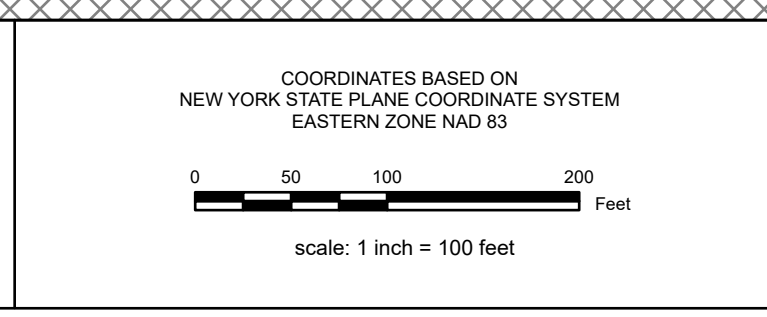 COORDINATES BASED ON
NEW YORK STATE PLANE COORDINATE SYSTEM
EASTERN ZONE NAD 83
0 50 100 200
Feet
scale: 1 inch = 100 feet